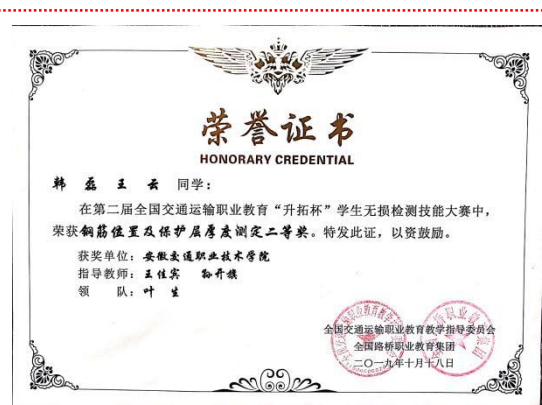 荣誉证书
HONORARY CREDENTIAL
韩 磊 王 云 同学：
在第二届全国交通运输职业教育“升拓杯”学生无损检测技能大赛中，
荣获钢筋位置及保护层厚度测定二等奖。特发此证，以资鼓励。
获奖单位：安徽交通职业技术学院
指导教师：王佳宾 孙开旗
领 队：叶 生
全国交通运输职业教育教学指导委员会
全国路桥职业教育集团
二〇一九年十月十八日